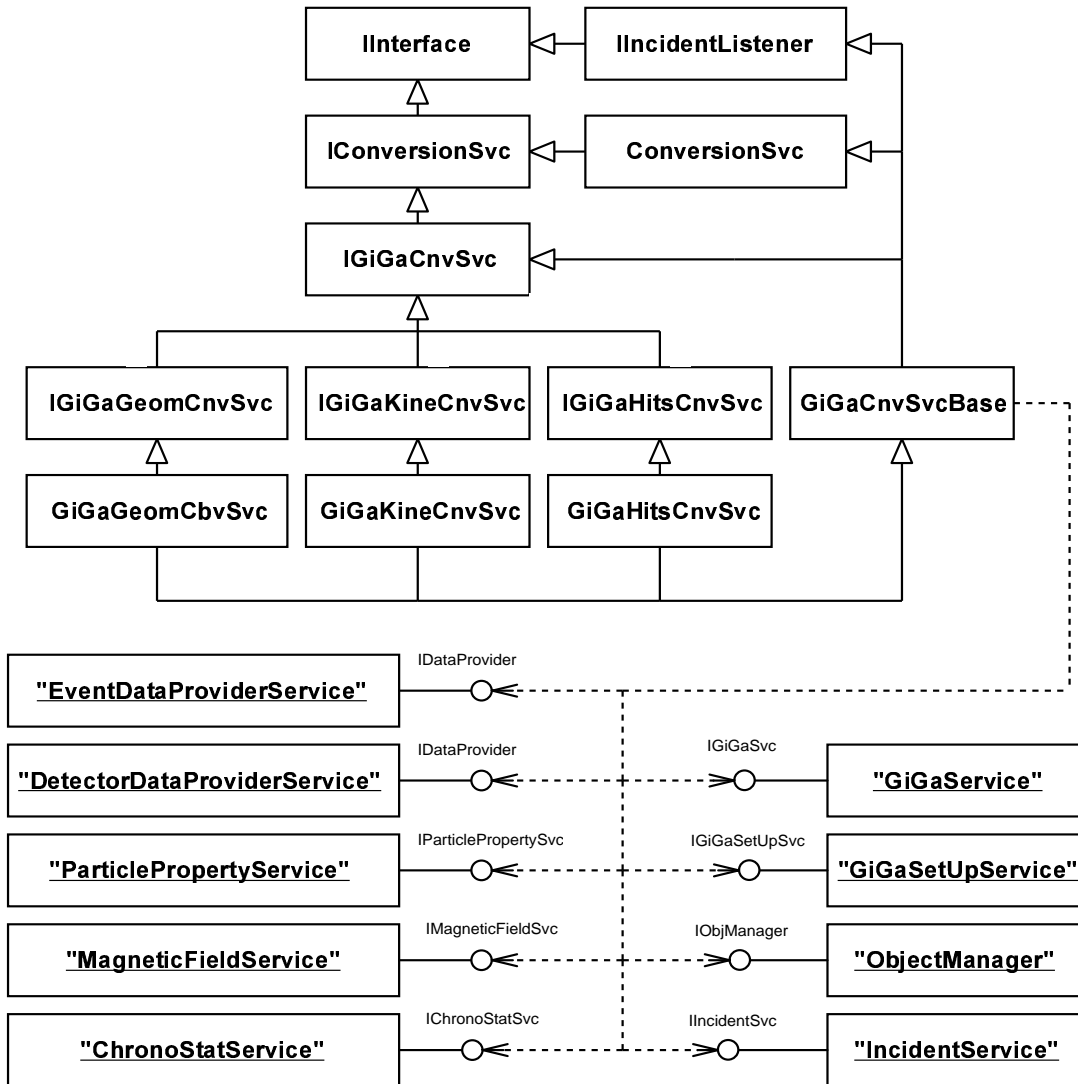 IInterface
IIncidentListener
IConversionSvc
ConversionSvc
IGiGaCnvSvc
IGiGaGeomCnvSvc
IGiGaKineCnvSvc
IGiGaHitsCnvSvc
GiGaCnvSvcBase
GiGaGeomCbvSvc
GiGaKineCnvSvc
GiGaHitsCnvSvc
IDataProvider
"EventDataProviderService"
IDataProvider
IGiGaSvc
"DetectorDataProviderService"
"GiGaService"
IParticlePropertySvc
IGiGaSetUpSvc
"ParticlePropertyService"
"GiGaSetUpService"
IMagneticFieldSvc
IObjManager
"MagneticFieldService"
"ObjectManager"
IChronoStatSvc
IIncidentSvc
"ChronoStatService"
"IncidentService"